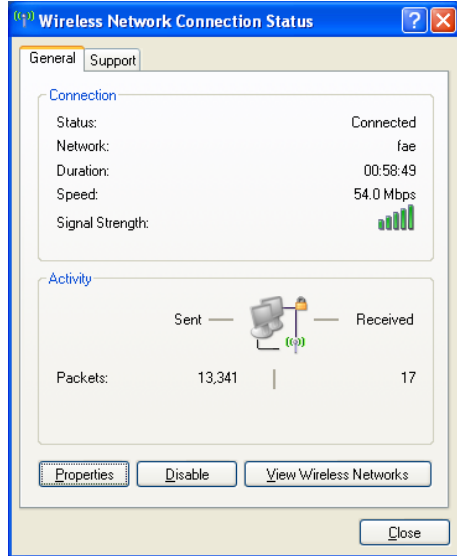 Wireless Network Connection Status
General Support
Connection
Status: Connected
Network: fae
Duration: 00:58:49
Speed: 54.0 Mbps
Signal Strength:
Activity
Sent Received
Packets: 13,341 17
Properties Disable View Wireless Networks
Close